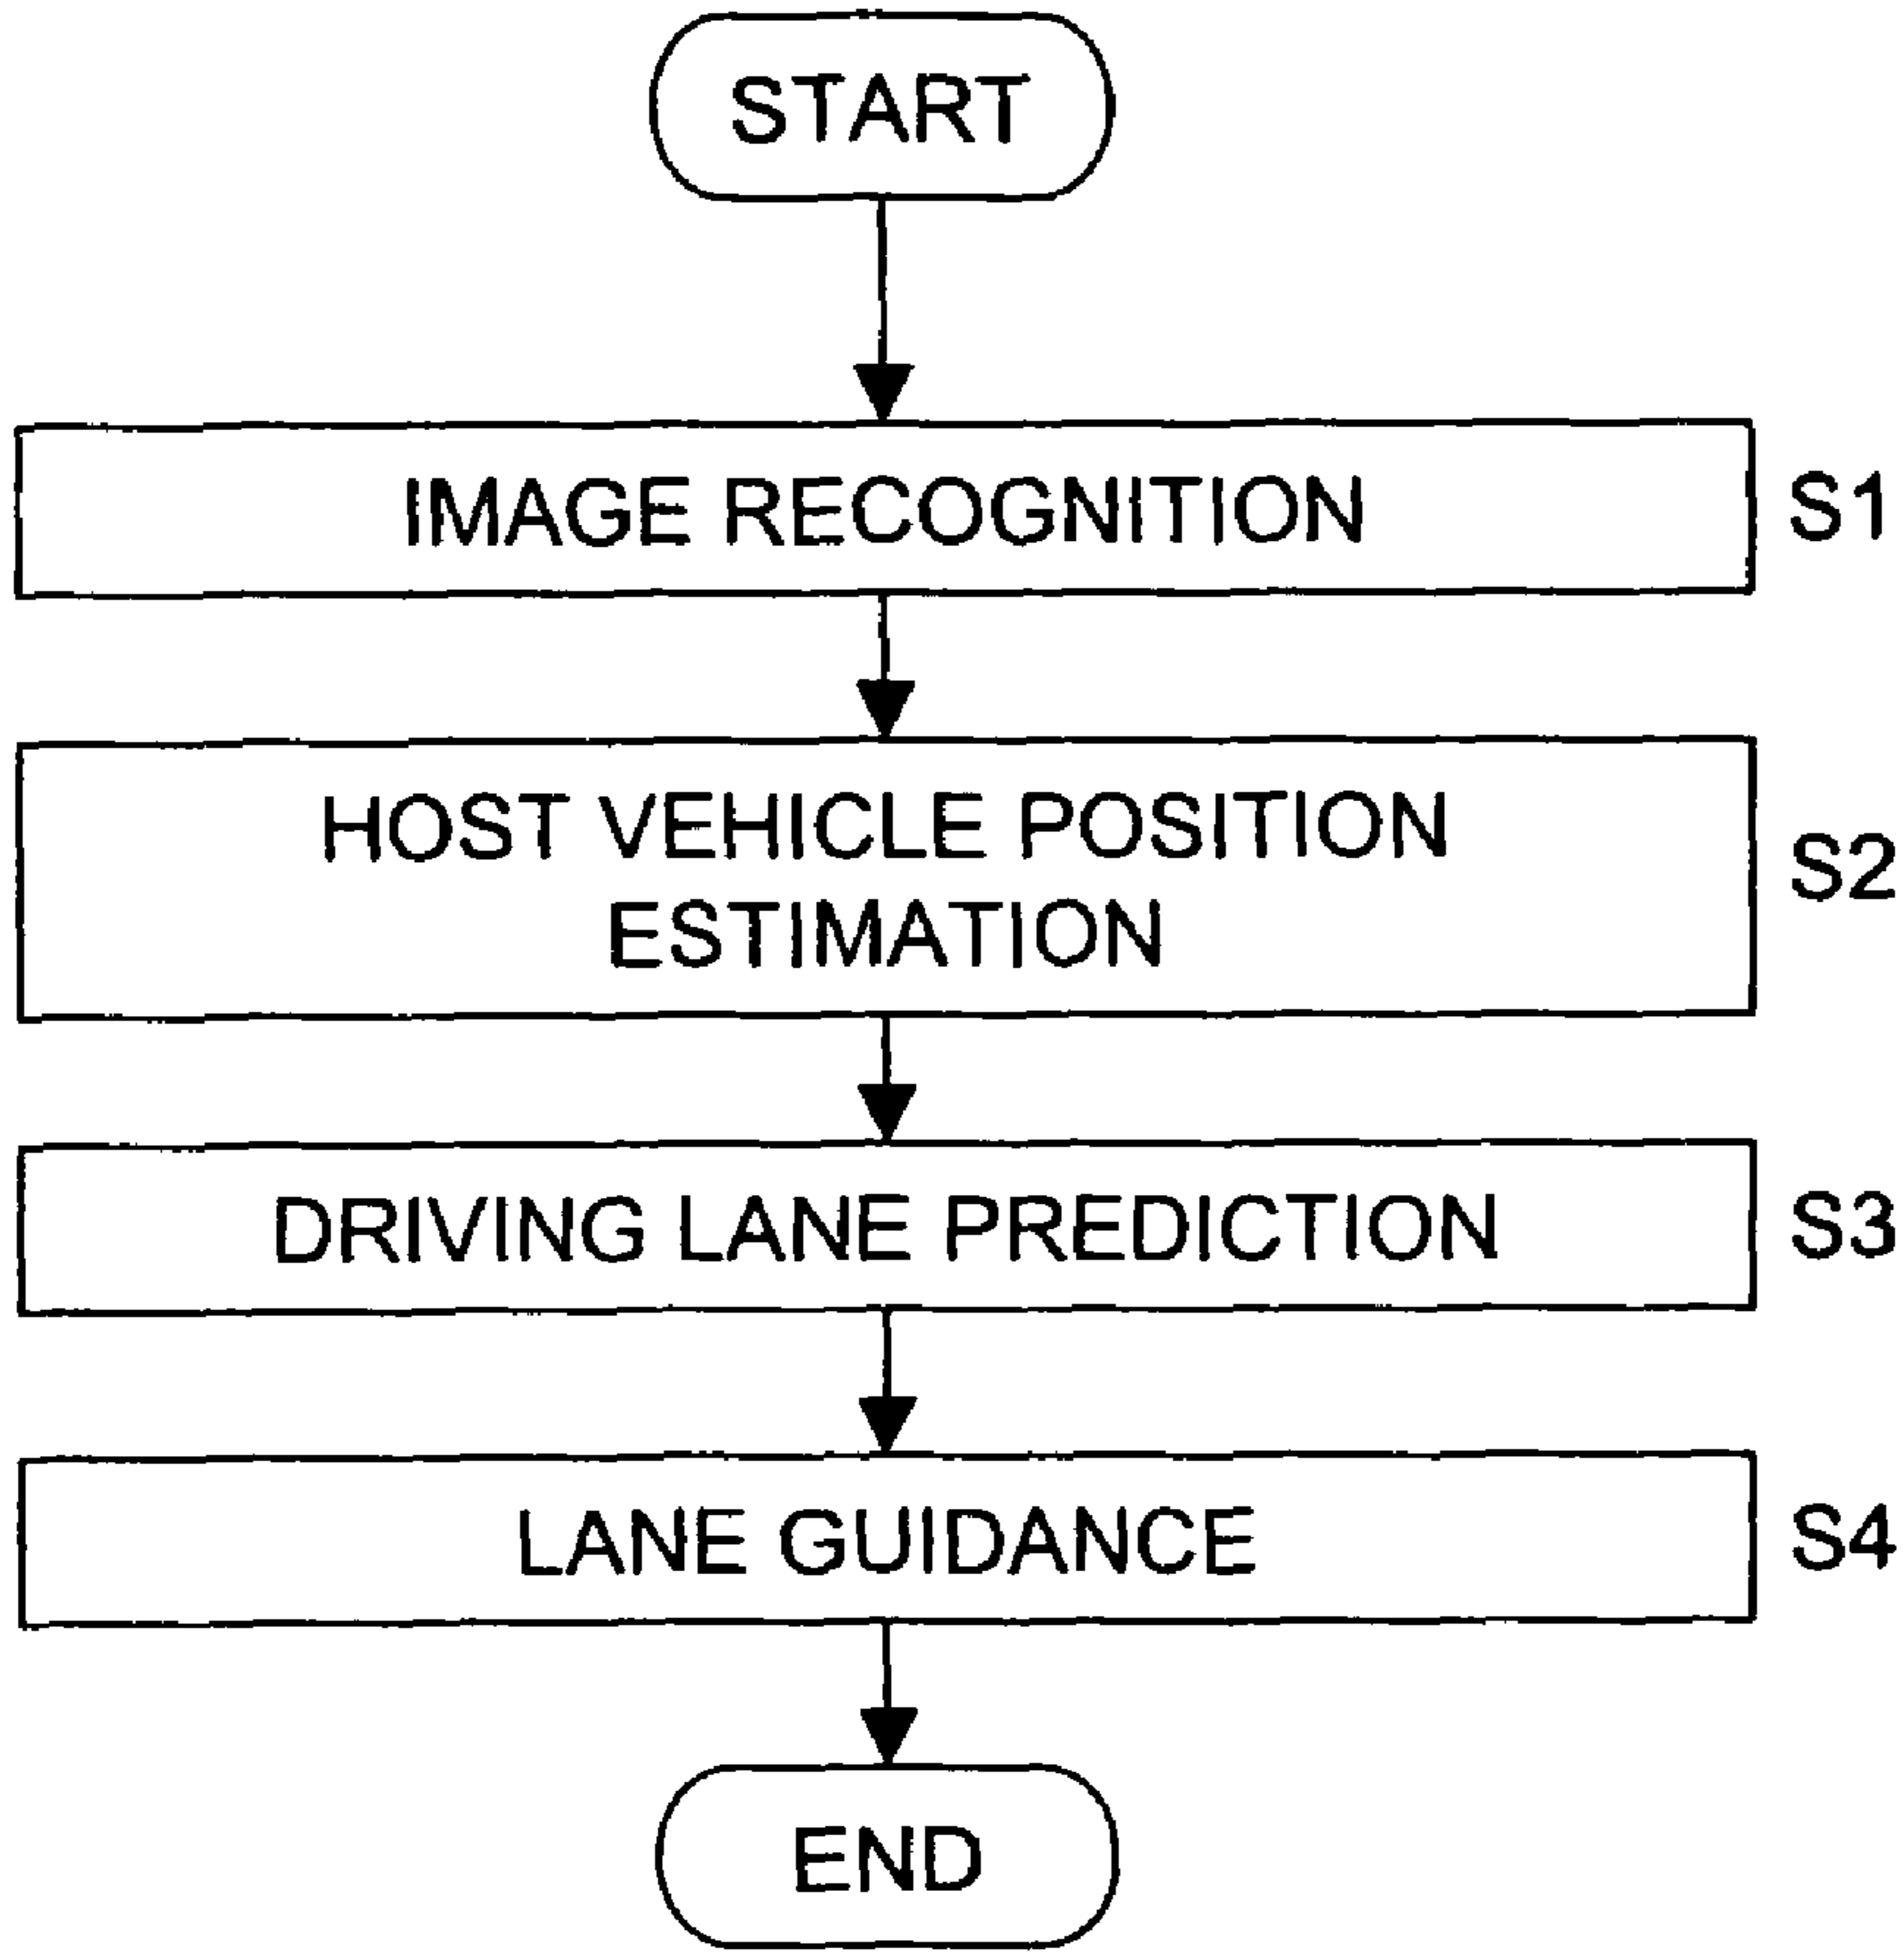 START
IMAGE RECOGNITION
S1
HOST VEHICLE POSITION
ESTIMATION
S2
DRIVING LANE PREDICTION
S3
LANE GUIDANCE
S4
END